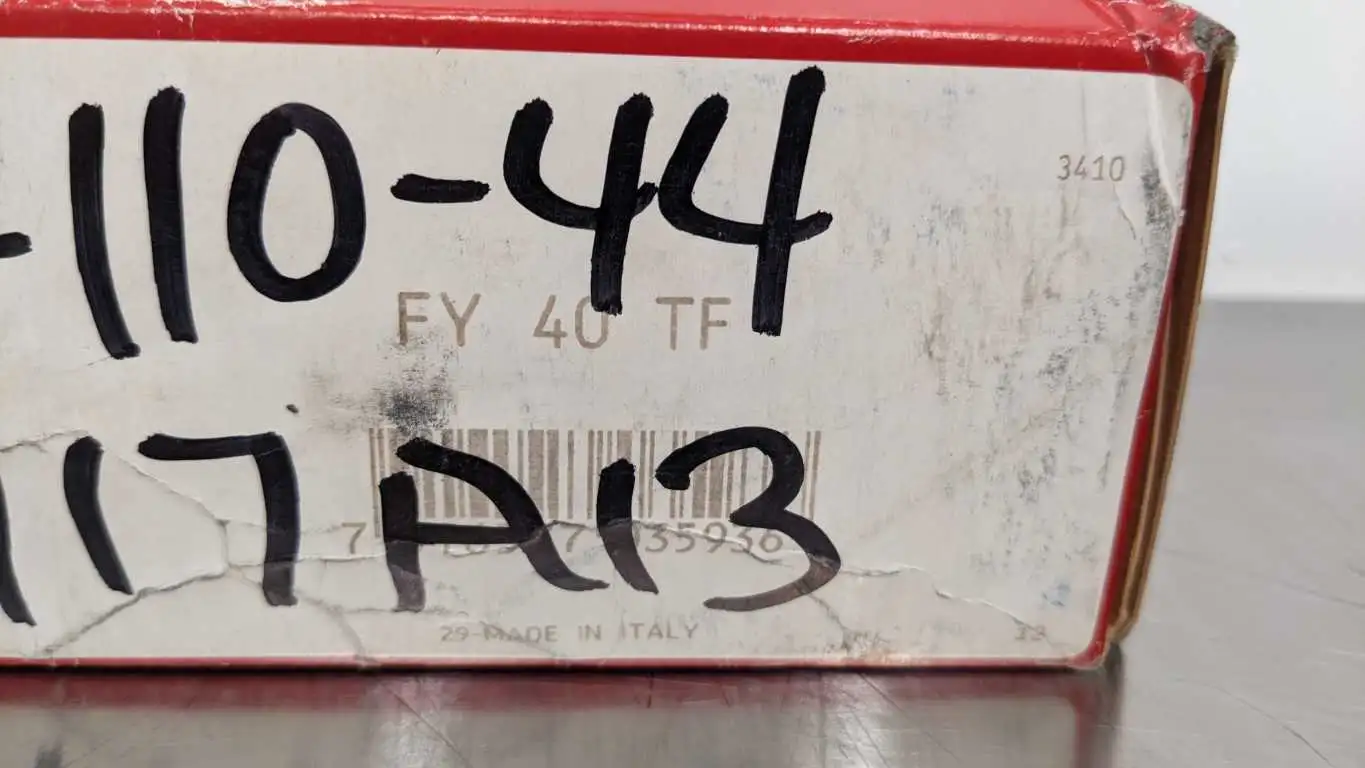 3410
-110-44
FY 40 TF
117A13
29-MADE IN ITALY